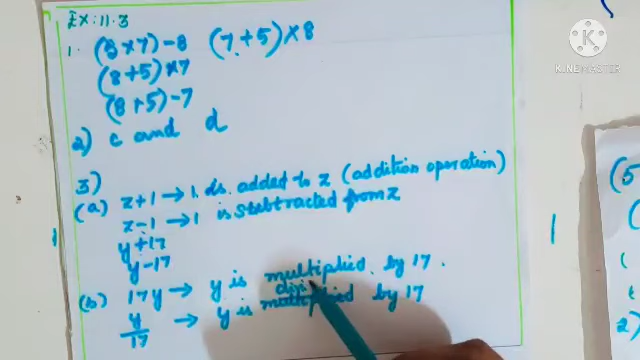 Ex: 11.3
1. (8 × 7) - 8 (7 + 5) × 8
(8 + 5) × 7
(8 + 5) - 7
2) c and d
3)
(a) z + 1 → 1 is added to z (addition operation)
z - 1 → 1 is subtracted from z
y + 17
y - 17
(b) 17y → y is multiplied by 17.
y/17 → y is multiplied by 17
K
KINEMASTER
(5
(
(
2)